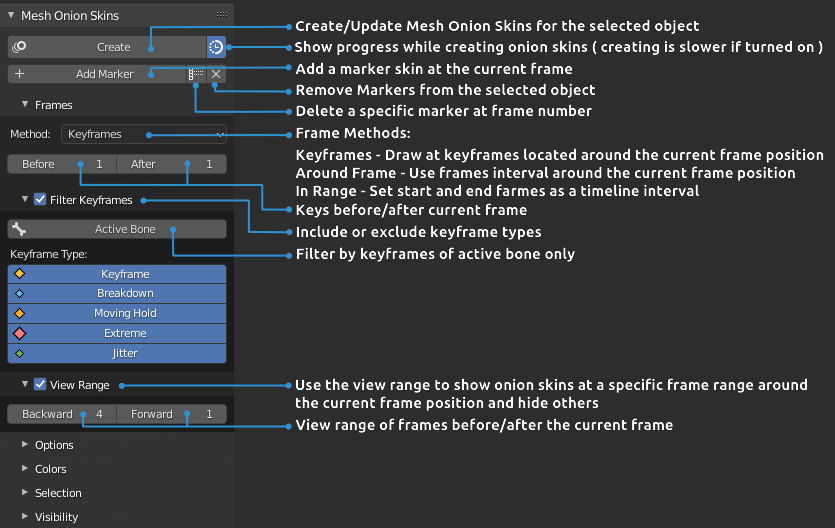 Mesh Onion Skins
Create/Update Mesh Onion Skins for the selected object
Create
Show progress while creating onion skins ( creating is slower if turned on )
Add Marker
Add a marker skin at the current frame
Remove Markers from the selected object
Frames
Delete a specific marker at frame number
Method: Keyframes
Frame Methods:
Keyframes - Draw at keyframes located around the current frame position
Before 1 After 1
Around Frame - Use frames interval around the current frame position
In Range - Set start and end farmes as a timeline interval
Filter Keyframes
Keys before/after current frame
Active Bone
Include or exclude keyframe types
Keyframe Type:
Filter by keyframes of active bone only
Keyframe
Breakdown
Moving Hold
Extreme
Jitter
View Range
Use the view range to show onion skins at a specific frame range around
the current frame position and hide others
Backward 4 Forward 1
View range of frames before/after the current frame
Options
Colors
Selection
Visibility